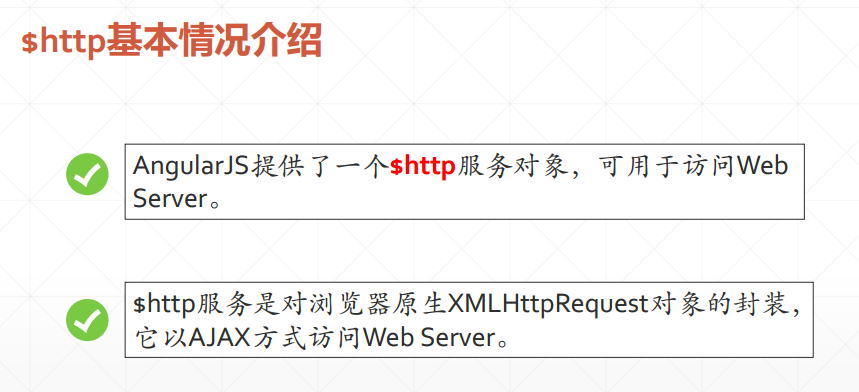 $http基本情况介绍
AngularJS提供了一个$http服务对象，可用于访问Web
Server。
$http服务是对浏览器原生XMLHttpRequest对象的封装，
它以AJAX方式访问Web Server。